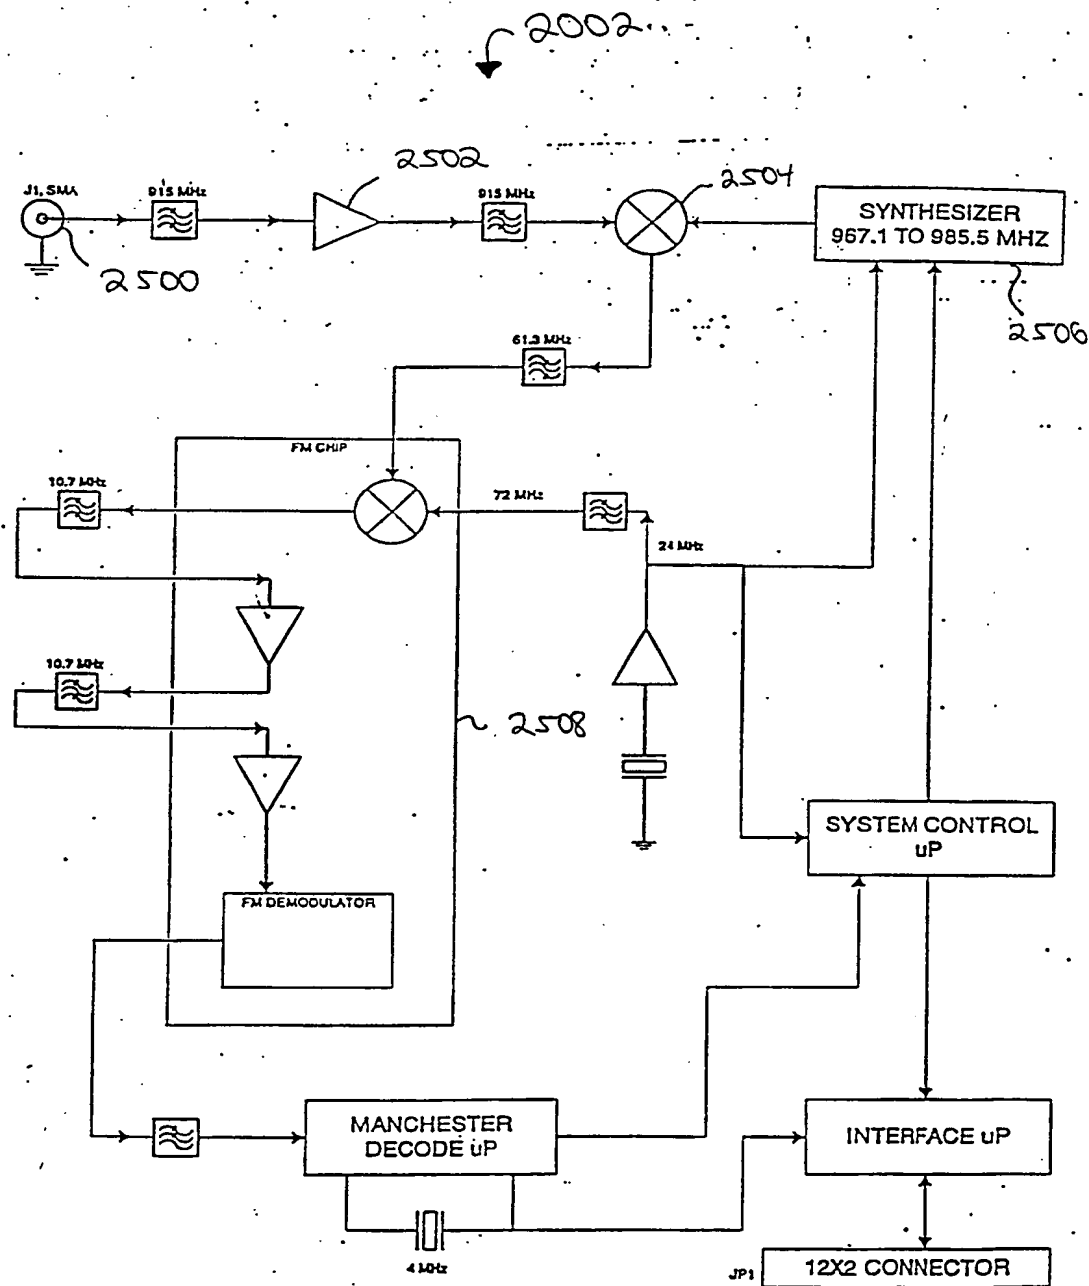 2002
2502
2504
J1, SMA
915 MHz
915 MHz
SYNTHESIZER
967.1 TO 985.5 MHZ
2500
2506
61.3 MHz
FM CHIP
10.7 MHz
72 MHz
24 MHz
10.7 MHz
2508
SYSTEM CONTROL
uP
FM DEMODULATOR
MANCHESTER
DECODE uP
INTERFACE uP
4 MHz
JP1
12X2 CONNECTOR